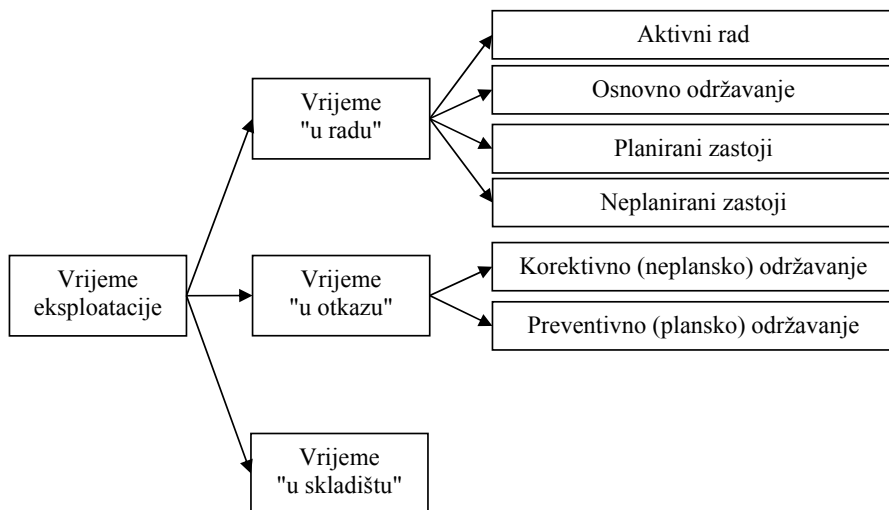 Aktivni rad
Vrijeme
"u radu"
Osnovno održavanje
Planirani zastoji
Neplanirani zastoji
Vrijeme
eksploatacije
Vrijeme
"u otkazu"
Korektivno (neplansko) održavanje
Preventivno (plansko) održavanje
Vrijeme
"u skladištu"